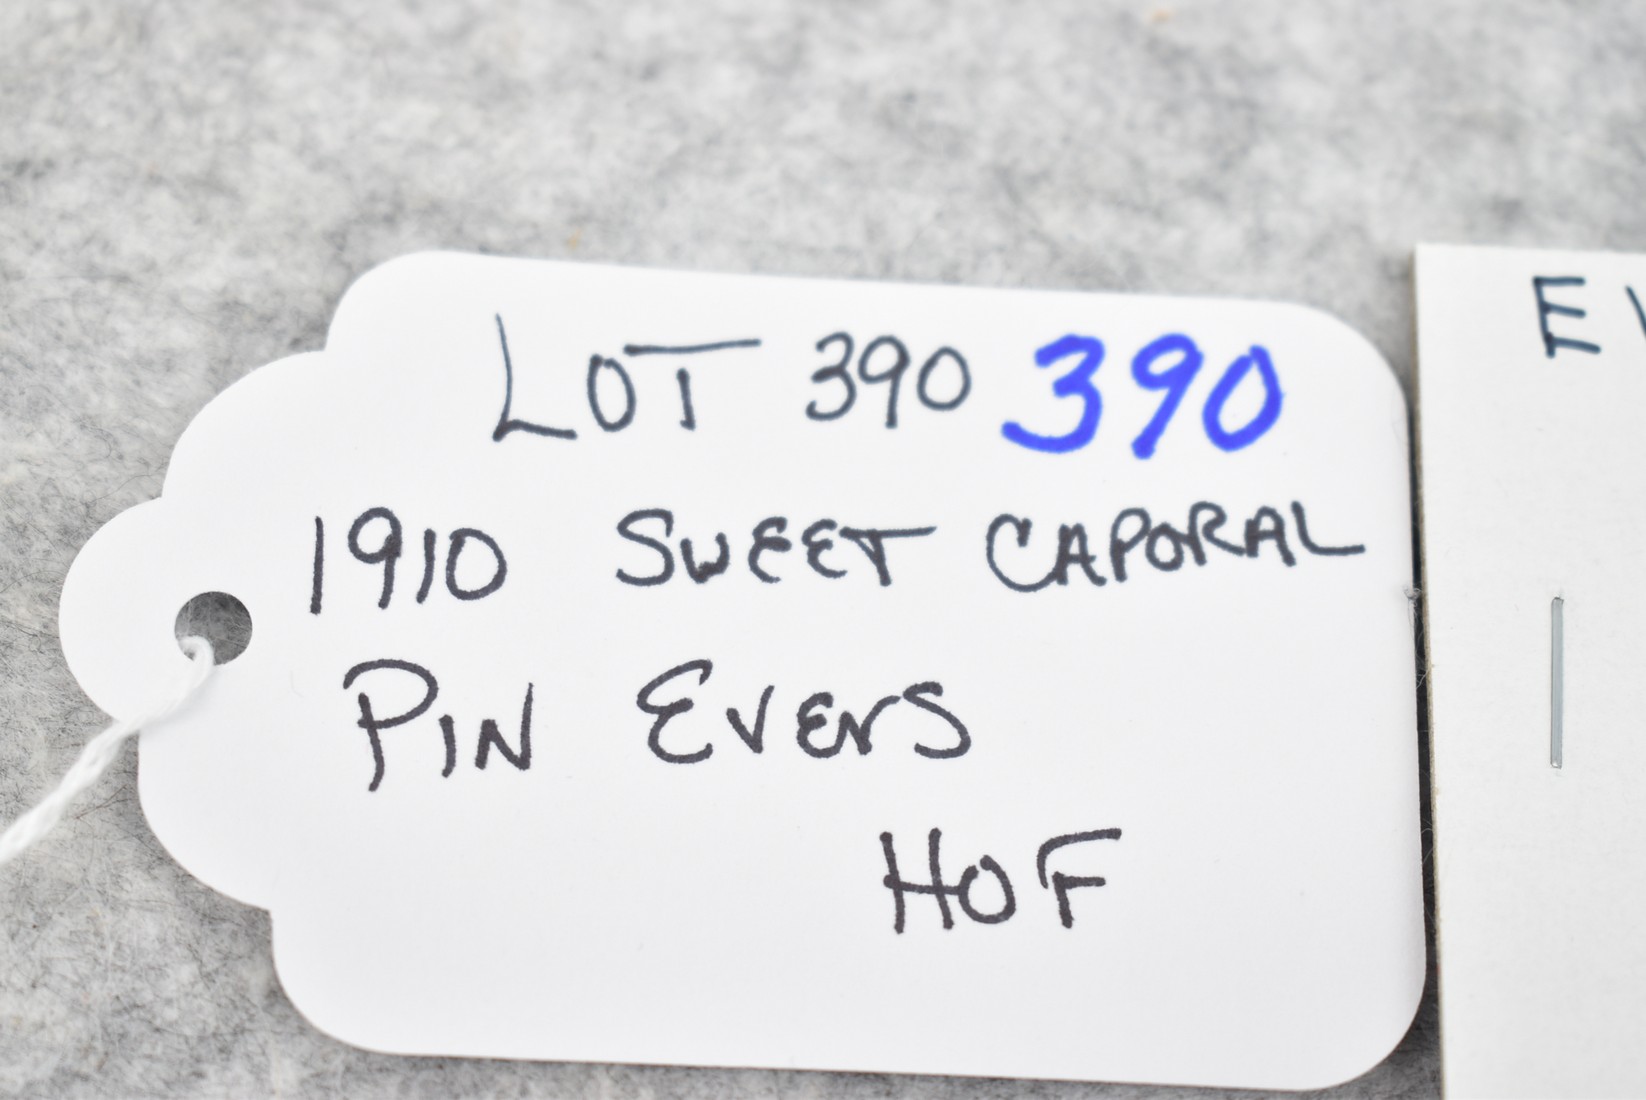 LOT 390 390
1910 SWEET CAPORAL
PIN EVERS
HOF
E